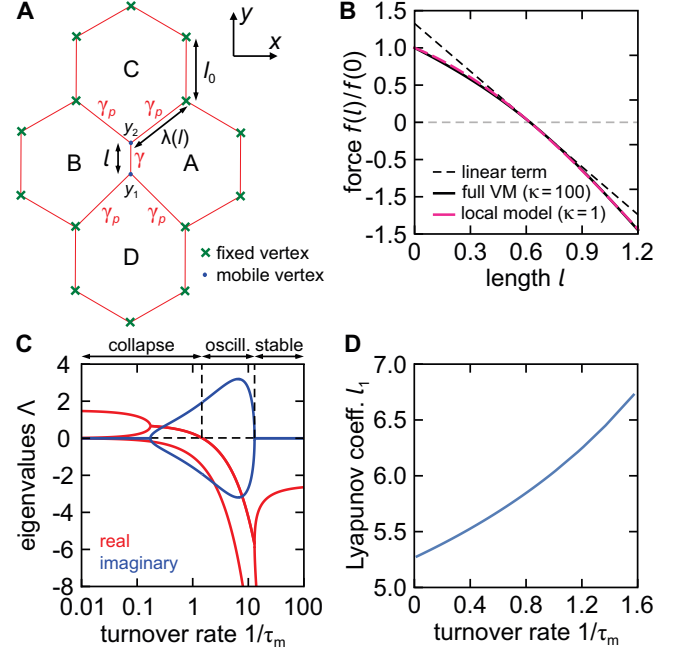 A
y
x
C
l₀
γₚ
γₚ
y₂
λ(l)
B
l
γ
A
y₁
γₚ
γₚ
D
× fixed vertex
• mobile vertex
B
force f(l)/f(0)
1.5
1.0
0.5
0
-0.5
-1.0
-1.5
linear term
full VM (κ=100)
local model (κ=1)
0
0.3
0.6
0.9
1.2
length l
C
collapse
oscill.
stable
eigenvalues Λ
4
2
0
-2
-4
-6
-8
real
imaginary
0.01
0.1
1
10
100
turnover rate 1/τₘ
D
Lyapunov coeff. l₁
7.0
6.5
6.0
5.5
5.0
0
0.4
0.8
1.2
1.6
turnover rate 1/τₘ